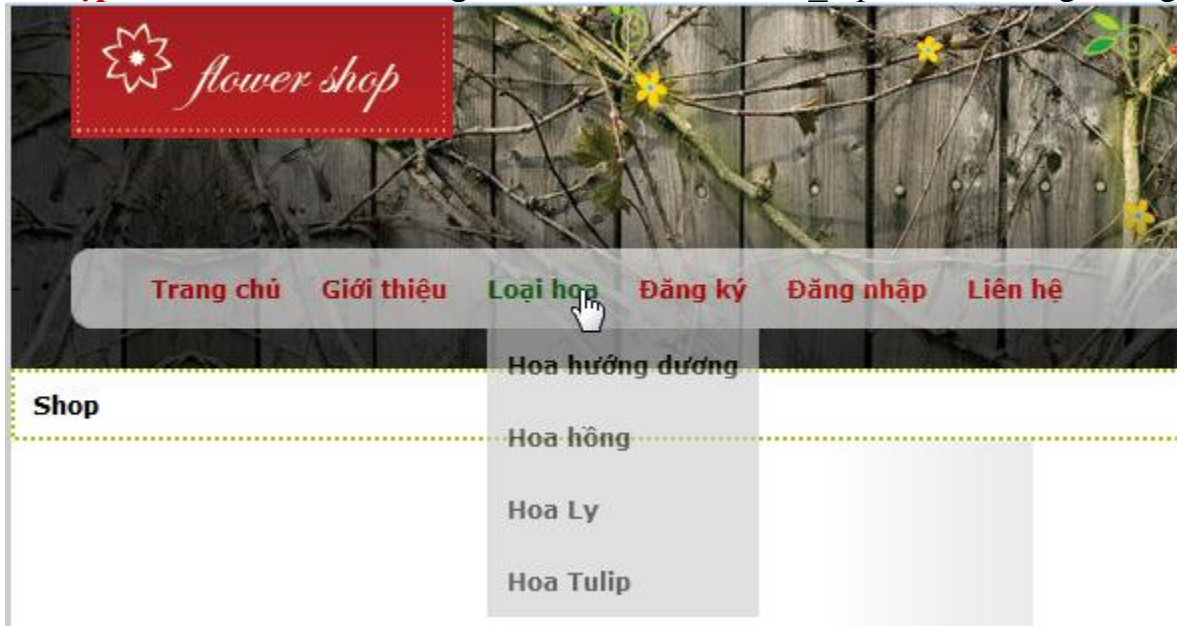 flower shop
Trang chủ Giới thiệu Loại hoa Đăng ký Đăng nhập Liên hệ
Hoa hướng dương
Shop
Hoa hồng
Hoa Ly
Hoa Tulip